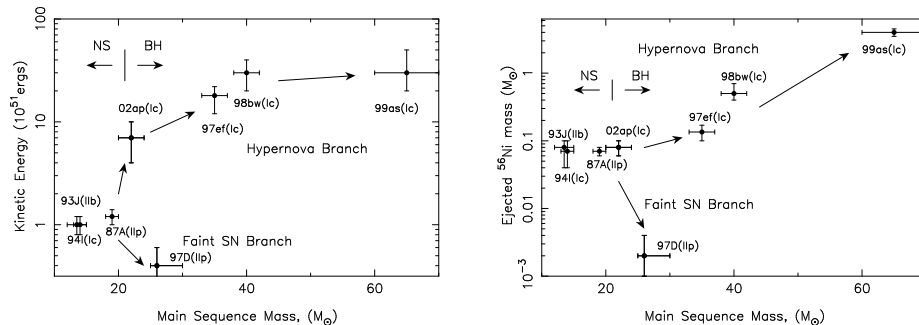 100
NS
BH
02ap(Ic)
98bw(Ic)
97ef(Ic)
99as(Ic)
10
Hypernova Branch
93J(IIb)
1
94I(Ic)
87A(IIp)
Faint SN Branch
97D(IIp)
20
40
60
Main Sequence Mass, (M⊙)
Kinetic Energy (10⁵¹ergs)
99as(Ic)
Hypernova Branch
1
NS
BH
98bw(Ic)
97ef(Ic)
93J(IIb)
02ap(Ic)
0.1
94I(Ic)
87A(IIp)
Faint SN Branch
0.01
97D(IIp)
10⁻³
20
40
60
Main Sequence Mass, (M⊙)
Ejected ⁵⁶Ni mass (M⊙)